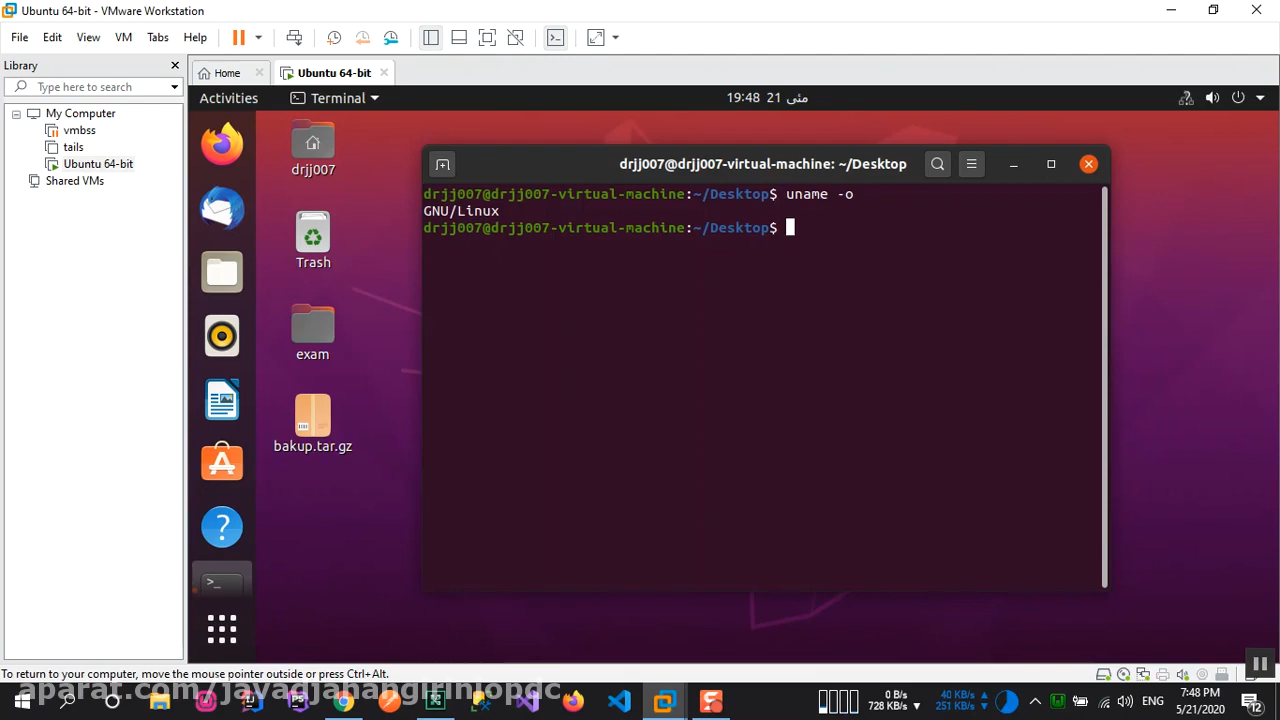 Ubuntu 64-bit - VMware Workstation
File Edit View VM Tabs Help
Library
Type here to search
My Computer
vmbss
tails
Ubuntu 64-bit
Shared VMs
Home
Ubuntu 64-bit
Activities
Terminal
19:48 21 مئی
drjj007
Trash
exam
bakup.tar.gz
drjj007@drjj007-virtual-machine: ~/Desktop
drjj007@drjj007-virtual-machine:~/Desktop$ uname -o
GNU/Linux
drjj007@drjj007-virtual-machine:~/Desktop$
To return to your computer, move the mouse pointer outside or press Ctrl+Alt.
aparat.com/javadjahangirihiopdc
0 B/s
728 KB/s
40 KB/s
251 KB/s
ENG
7:48 PM
5/21/2020
12